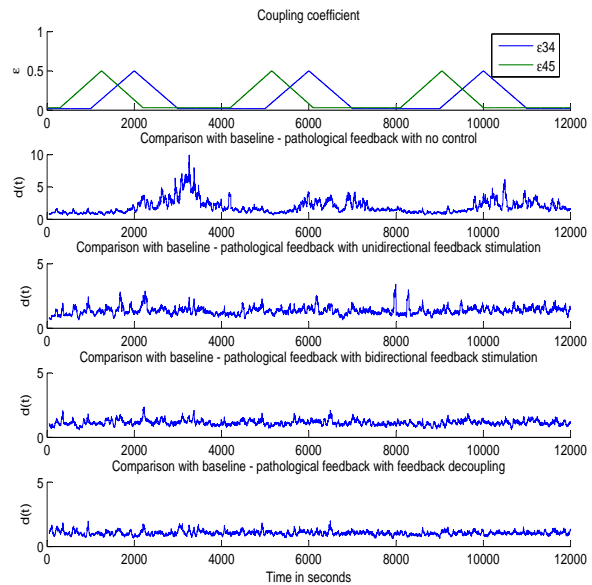 Coupling coefficient
1
0.5
0
ε
ε34
ε45
2000 4000 6000 8000 10000 12000
Comparison with baseline - pathological feedback with no control
10
5
0
d(t)
0 2000 4000 6000 8000 10000 12000
Comparison with baseline - pathological feedback with unidirectional feedback stimulation
5
0
d(t)
0 2000 4000 6000 8000 10000 12000
Comparison with baseline - pathological feedback with bidirectional feedback stimulation
5
0
d(t)
0 2000 4000 6000 8000 10000 12000
Comparison with baseline - pathological feedback with feedback decoupling
5
0
d(t)
0 2000 4000 6000 8000 10000 12000
Time in seconds